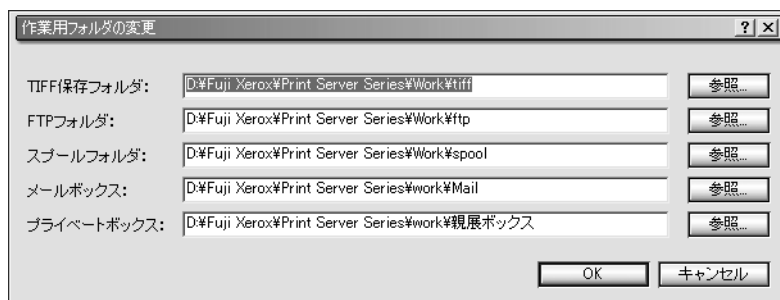 作業用フォルダの変更
TIFF保存フォルダ: D:¥Fuji Xerox¥Print Server Series¥Work¥tiff 参照...
FTPフォルダ: D:¥Fuji Xerox¥Print Server Series¥Work¥ftp 参照...
スプールフォルダ: D:¥Fuji Xerox¥Print Server Series¥Work¥spool 参照...
メールボックス: D:¥Fuji Xerox¥Print Server Series¥work¥Mail 参照...
プライベートボックス: D:¥Fuji Xerox¥Print Server Series¥work¥親展ボックス 参照...
OK キャンセル